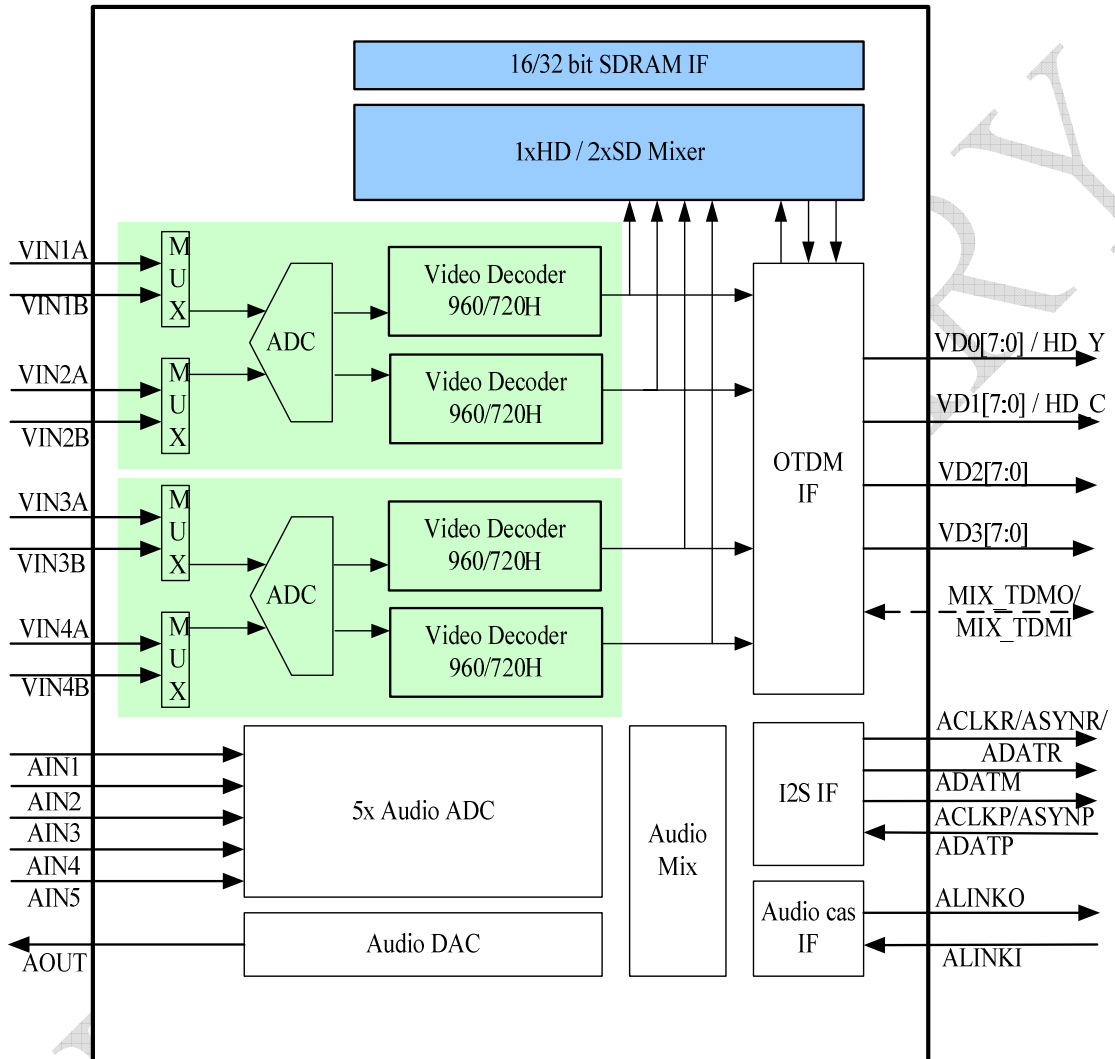 16/32 bit SDRAM IF
1xHD / 2xSD Mixer
VIN1A
VIN1B
VIN2A
VIN2B
M
U
X
M
U
X
ADC
Video Decoder
960/720H
Video Decoder
960/720H
VIN3A
VIN3B
VIN4A
VIN4B
M
U
X
M
U
X
ADC
Video Decoder
960/720H
Video Decoder
960/720H
OTDM
IF
VD0[7:0] / HD_Y
VD1[7:0] / HD_C
VD2[7:0]
VD3[7:0]
MIX_TDMO/
MIX_TDMI
AIN1
AIN2
AIN3
AIN4
AIN5
5x Audio ADC
AOUT
Audio DAC
Audio
Mix
I2S IF
ACLKR/ASYNR/
ADATR
ADATM
ACLKP/ASYNP
ADATP
Audio cas
IF
ALINKO
ALINKI
RY